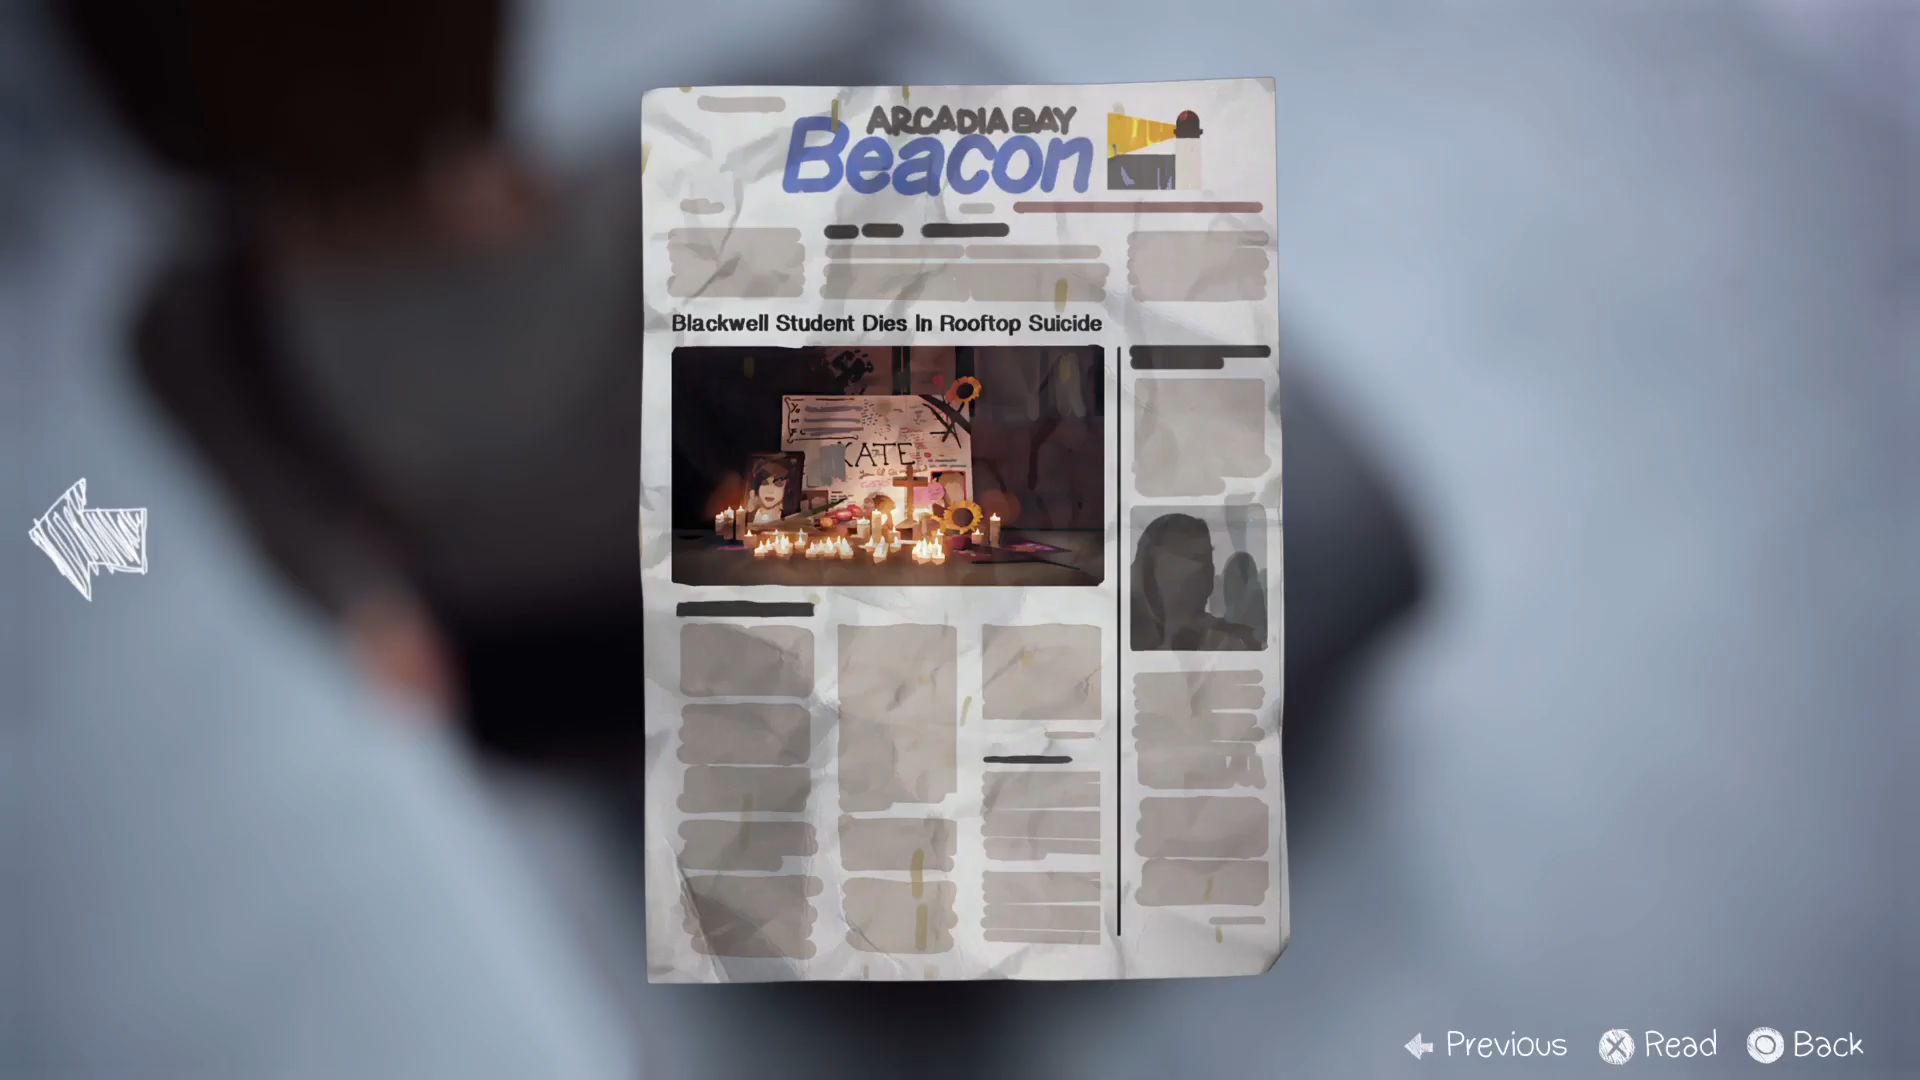 ARCADIA BAY
Beacon
Blackwell Student Dies In Rooftop Suicide
KATE
Previous
Read
Back